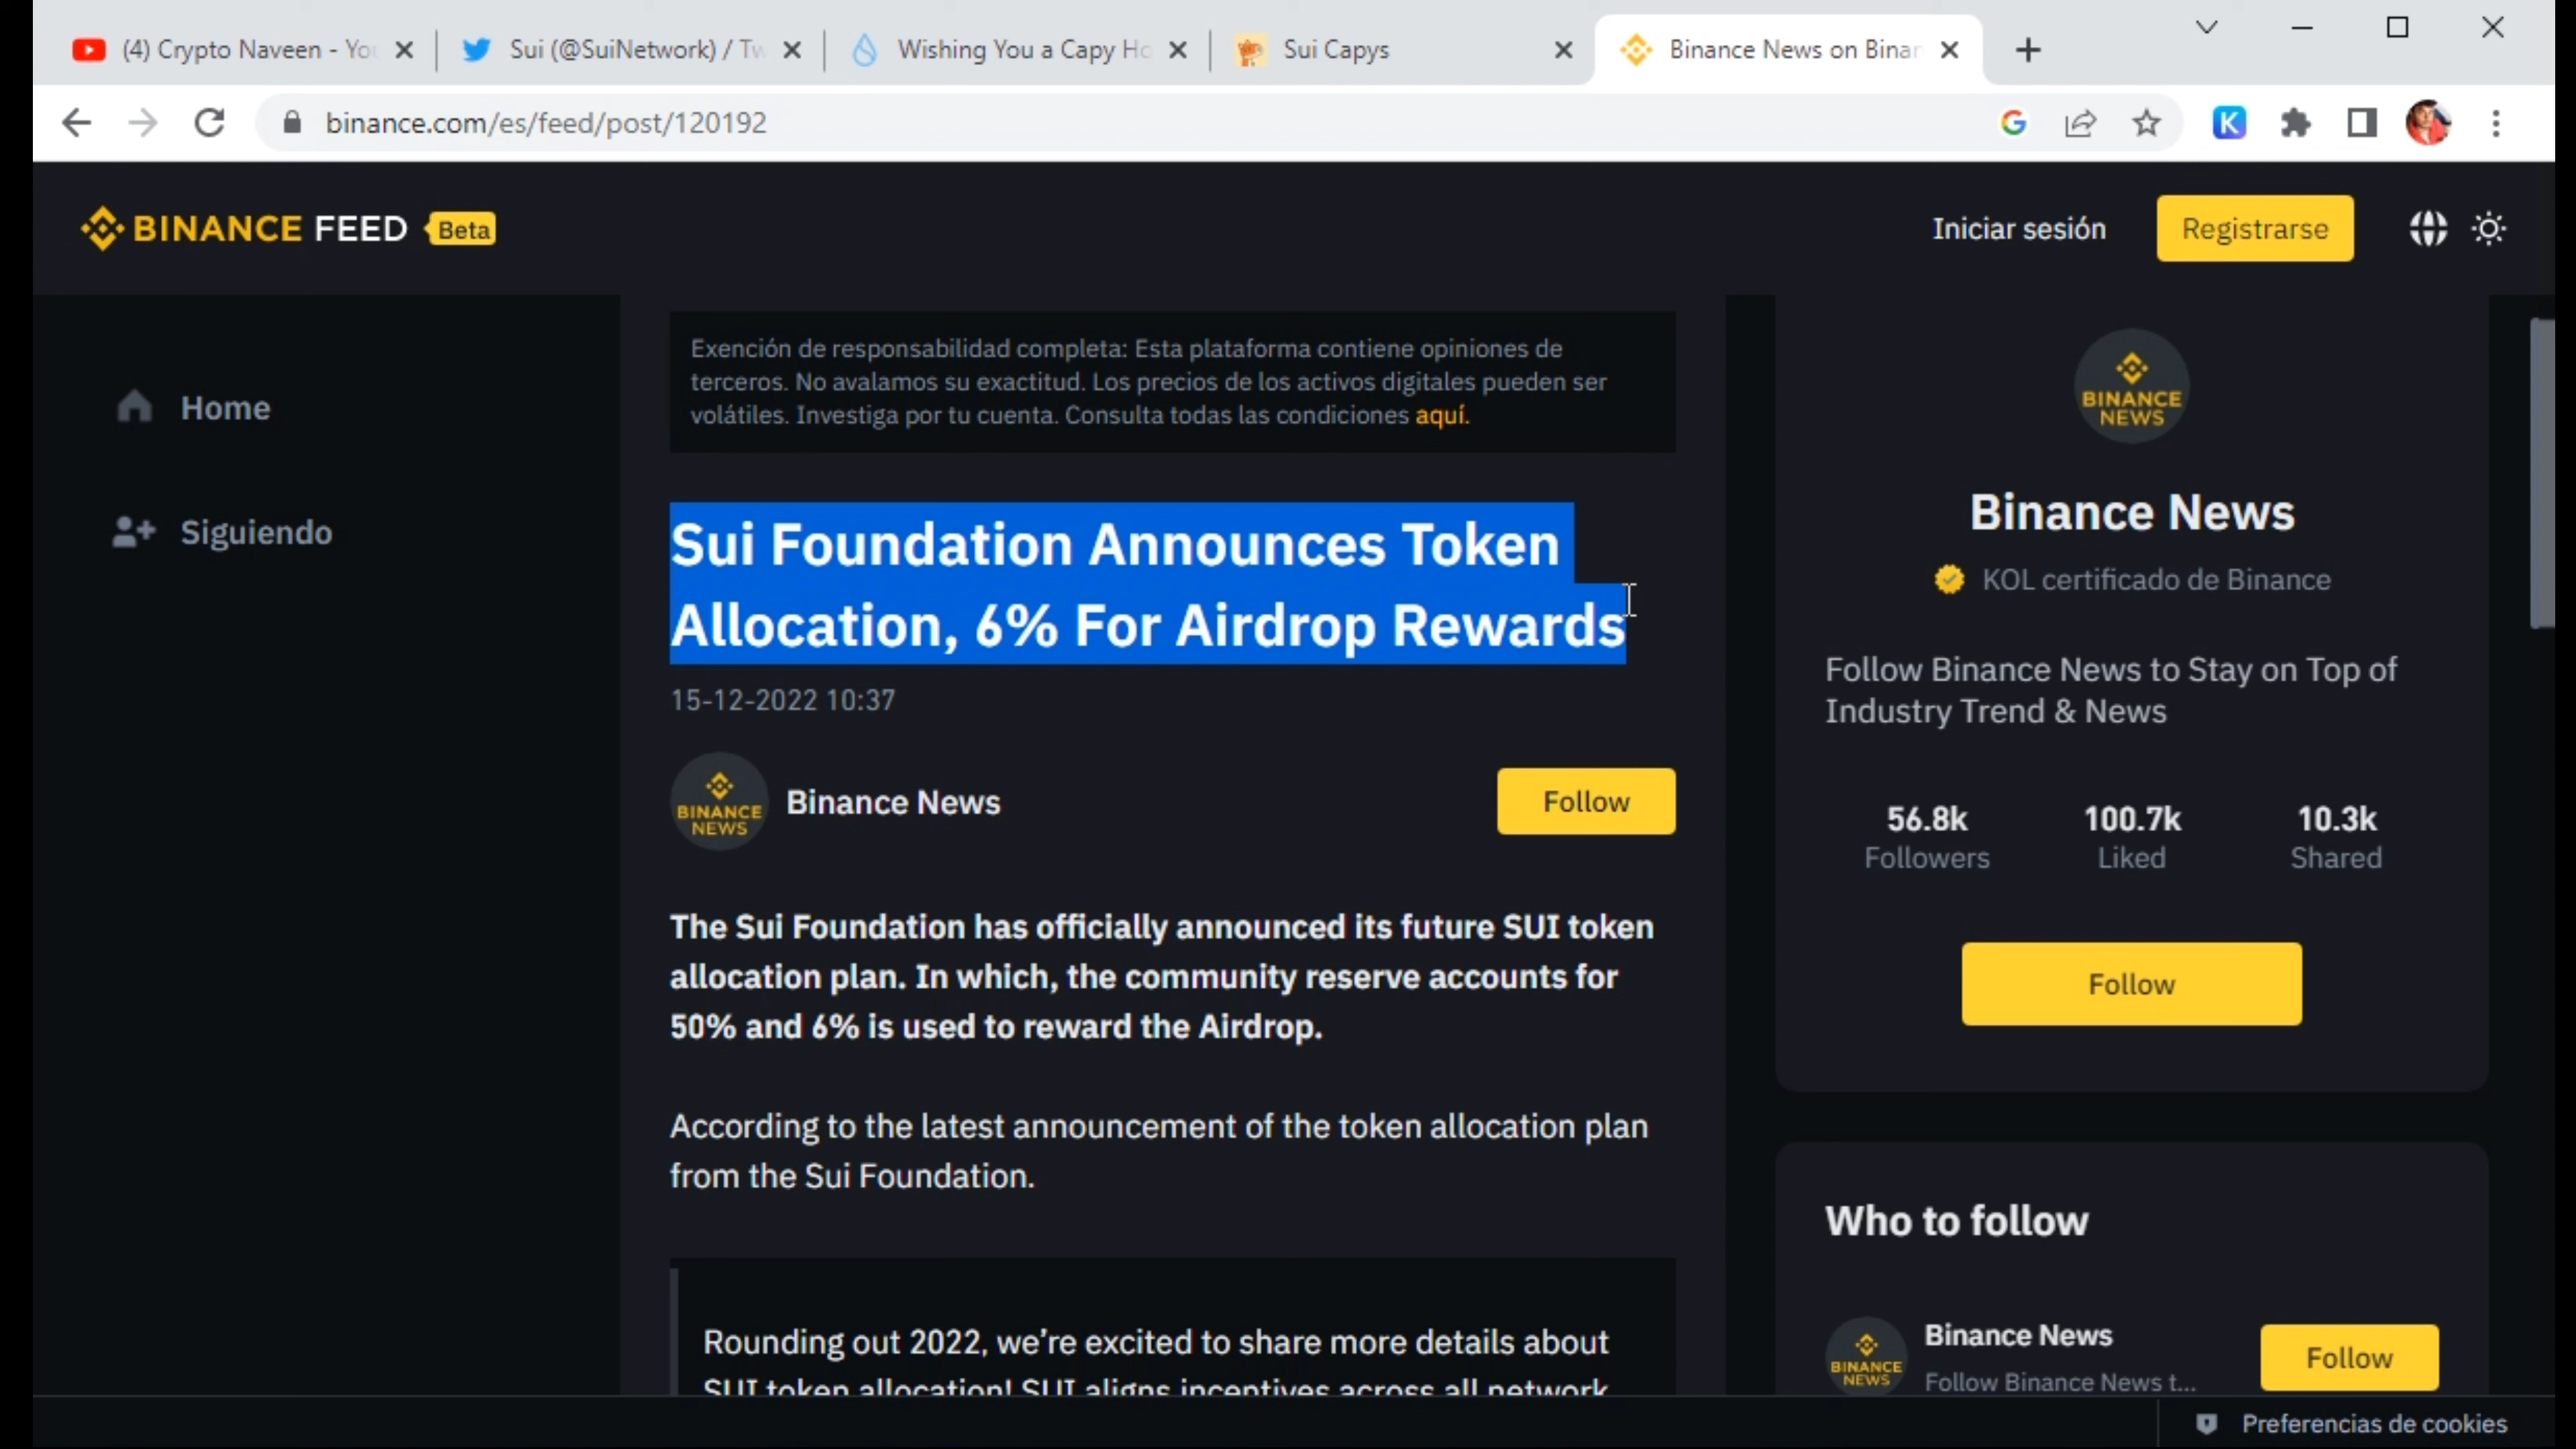 (4) Crypto Naveen - You
Sui (@SuiNetwork) / Tw
Wishing You a Capy Ho
Sui Capys
Binance News on Binan
binance.com/es/feed/post/120192
BINANCE FEED Beta
Iniciar sesión
Registrarse
Home
Siguiendo
Exención de responsabilidad completa: Esta plataforma contiene opiniones de
terceros. No avalamos su exactitud. Los precios de los activos digitales pueden ser
volátiles. Investiga por tu cuenta. Consulta todas las condiciones aquí.
Sui Foundation Announces Token
Allocation, 6% For Airdrop Rewards
15-12-2022 10:37
BINANCE
NEWS
Binance News
Follow
The Sui Foundation has officially announced its future SUI token
allocation plan. In which, the community reserve accounts for
50% and 6% is used to reward the Airdrop.
According to the latest announcement of the token allocation plan
from the Sui Foundation.
Rounding out 2022, we’re excited to share more details about
SUI token allocation! SUI aligns incentives across all network
BINANCE
NEWS
Binance News
KOL certificado de Binance
Follow Binance News to Stay on Top of
Industry Trend & News
56.8k 100.7k 10.3k
Followers Liked Shared
Follow
Who to follow
BINANCE
NEWS
Binance News
Follow Binance News t...
Follow
Preferencias de cookies